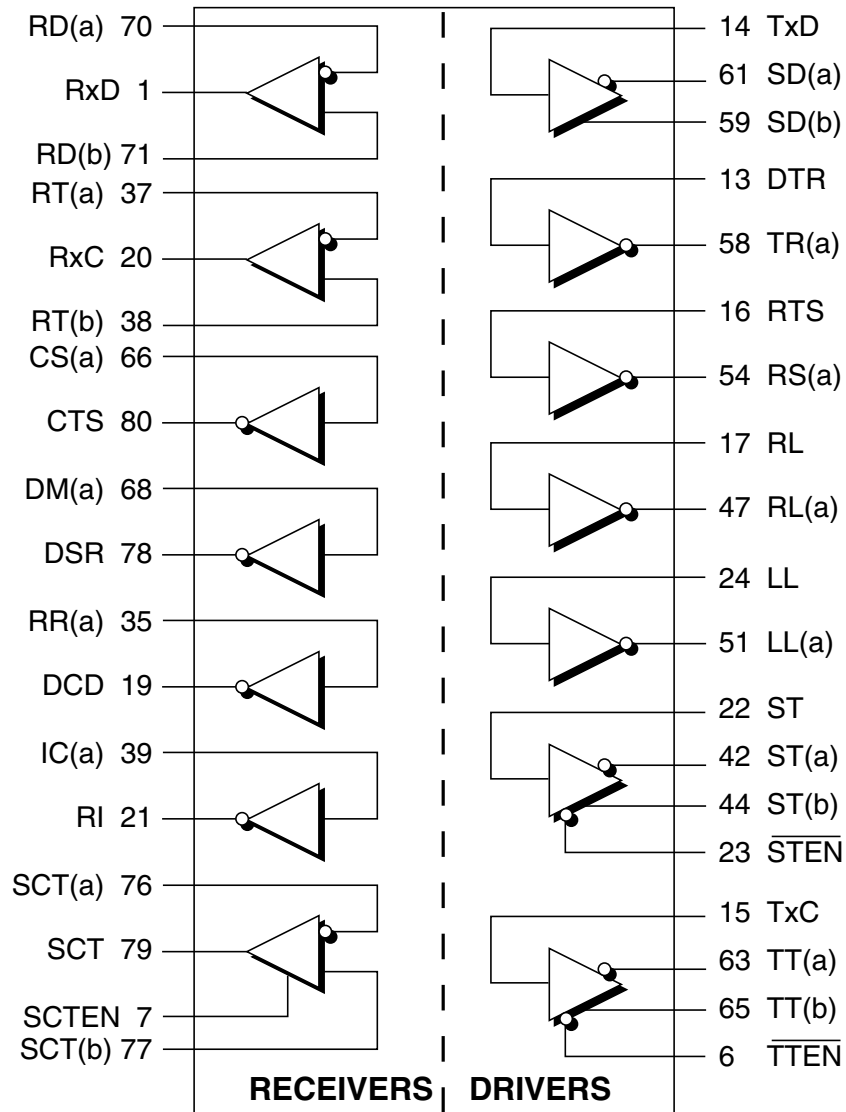 RD(a) 70
RxD 1
RD(b) 71
RT(a) 37
RxC 20
RT(b) 38
CS(a) 66
CTS 80
DM(a) 68
DSR 78
RR(a) 35
DCD 19
IC(a) 39
RI 21
SCT(a) 76
SCT 79
SCTEN 7
SCT(b) 77
RECEIVERS
DRIVERS
14 TxD
61 SD(a)
59 SD(b)
13 DTR
58 TR(a)
16 RTS
54 RS(a)
17 RL
47 RL(a)
24 LL
51 LL(a)
22 ST
42 ST(a)
44 ST(b)
23 S̅T̅E̅N̅
15 TxC
63 TT(a)
65 TT(b)
6 T̅T̅E̅N̅